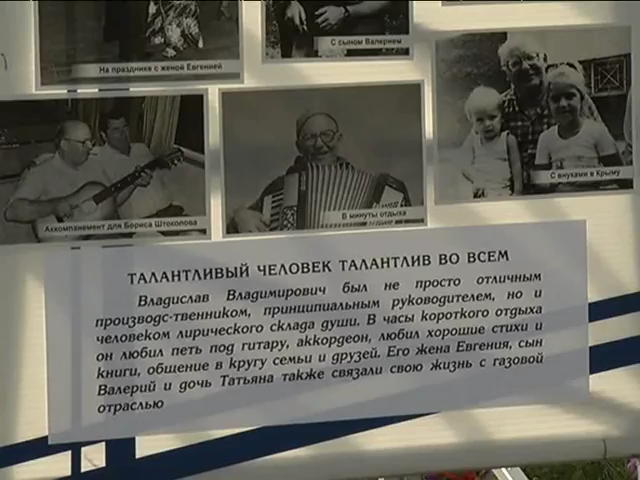 На празднике с женой Евгенией
С сыном Валерием
Аккомпанемент для Бориса Штоколова
В минуты отдыха
С внуками в Крыму
ТАЛАНТЛИВЫЙ ЧЕЛОВЕК ТАЛАНТЛИВ ВО ВСЕМ
Владислав Владимирович был не просто отличным
производс-твенником, принципиальным руководителем, но и
человеком лирического склада души. В часы короткого отдыха
он любил петь под гитару, аккордеон, любил хорошие стихи и
книги, общение в кругу семьи и друзей. Его жена Евгения, сын
Валерий и дочь Татьяна также связали свою жизнь с газовой
отраслью